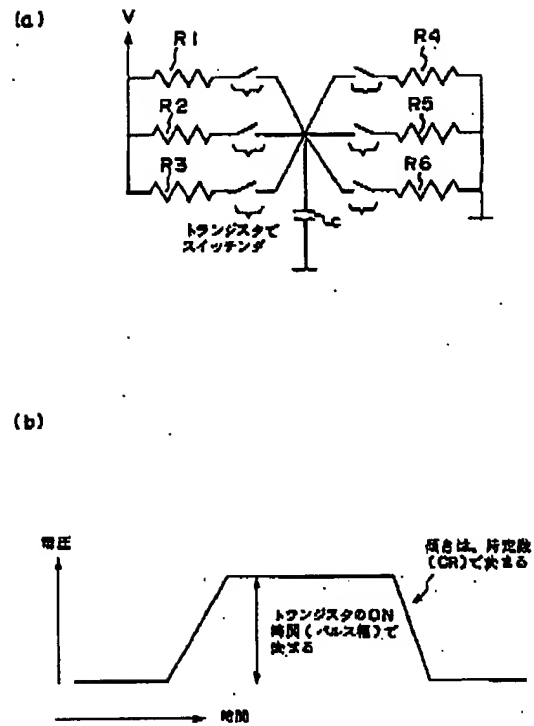 (a)
V
R1
R4
R2
R5
R3
R6
C
トランジスタで
スイッチング
(b)
電圧
傾きは、時定数
(CR)で決まる
トランジスタのON
時間(パルス幅)で
決まる
時間